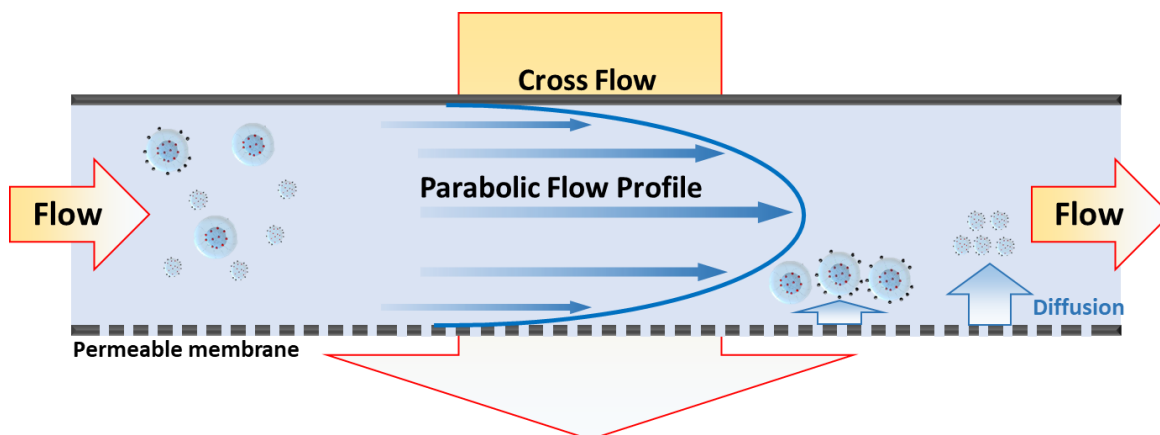 Cross Flow
Parabolic Flow Profile
Flow
Flow
Diffusion
Permeable membrane